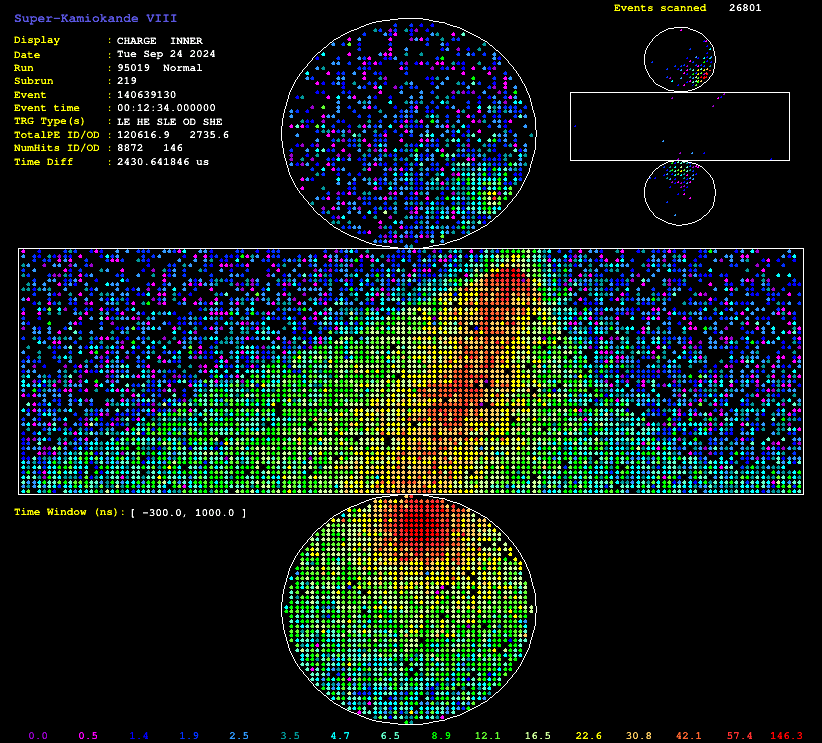 Super-Kamiokande VIII
Events scanned 26801
Display : CHARGE INNER
Date : Tue Sep 24 2024
Run : 95019 Normal
Subrun : 219
Event : 140639130
Event time : 00:12:34.000000
TRG Type(s) : LE HE SLE OD SHE
TotalPE ID/OD : 120616.9 2735.6
NumHits ID/OD : 8872 146
Time Diff : 2430.641846 us
Time Window (ns): [ -300.0, 1000.0 ]
0.0 0.5 1.4 1.9 2.5 3.5 4.7 6.5 8.9 12.1 16.5 22.6 30.8 42.1 57.4 146.3